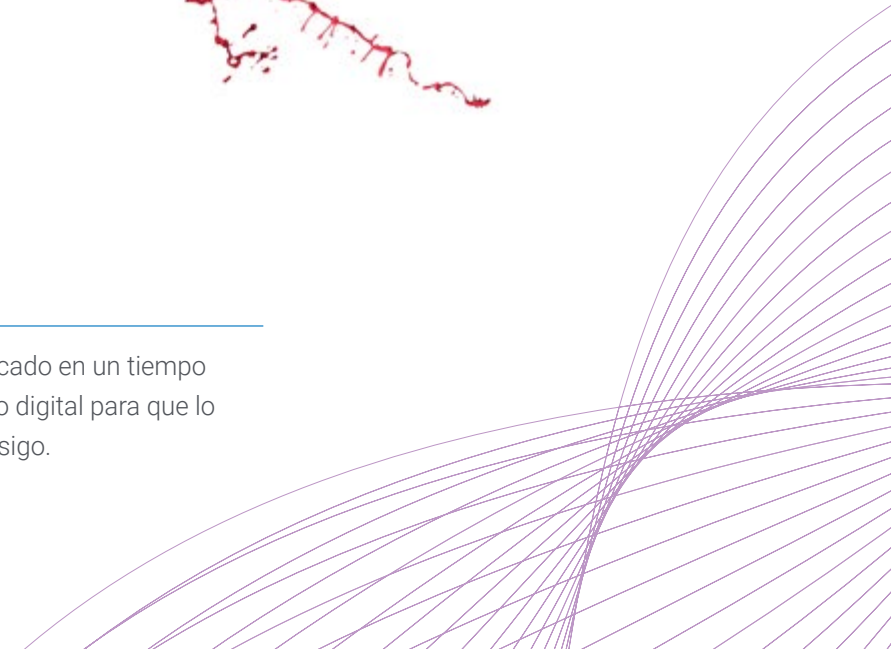 cado en un tiempo
o digital para que lo
sigo.